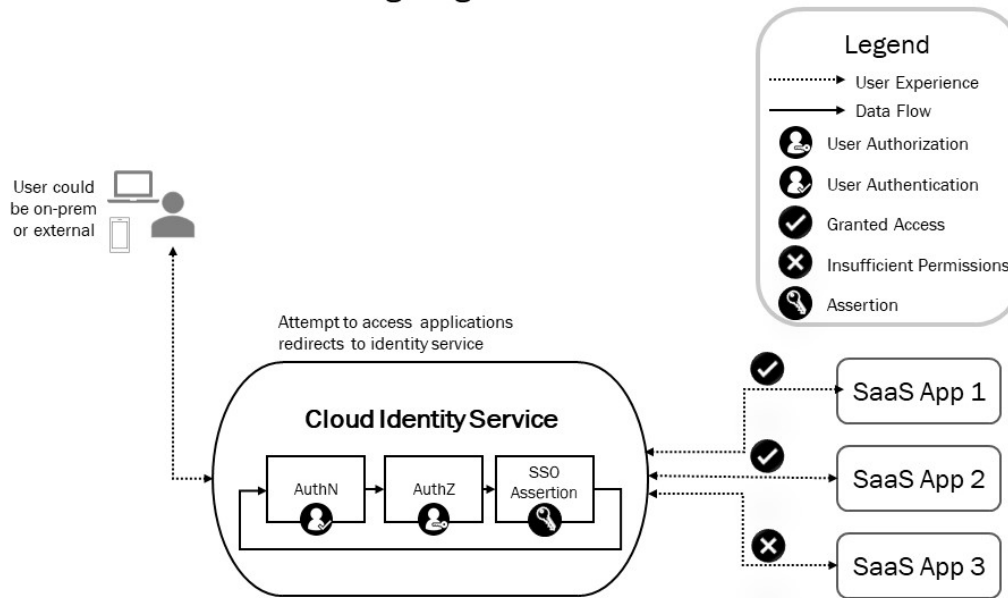 Legend
User Experience
Data Flow
User Authorization
User Authentication
Granted Access
Insufficient Permissions
Assertion
User could
be on-prem
or external
Attempt to access applications
redirects to identity service
Cloud Identity Service
AuthN
AuthZ
SSO
Assertion
SaaS App 1
SaaS App 2
SaaS App 3